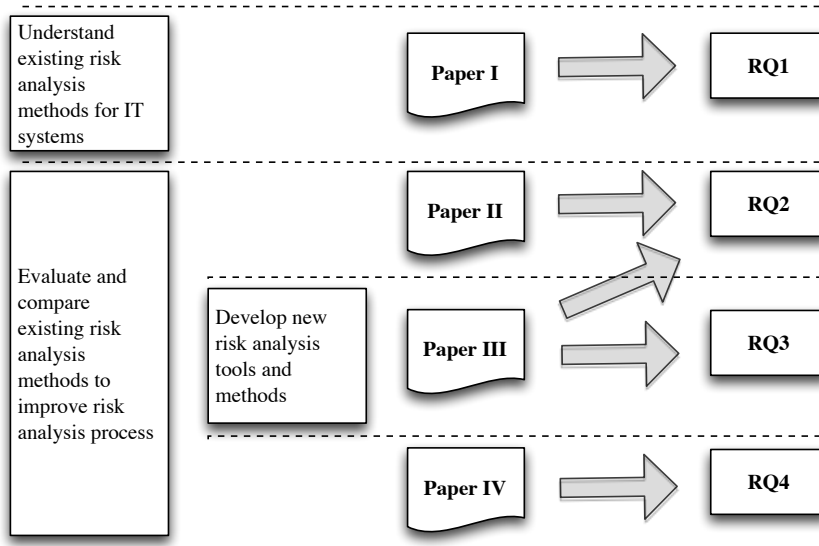 Understand
existing risk
analysis
methods for IT
systems
Paper I
RQ1
Evaluate and
compare
existing risk
analysis
methods to
improve risk
analysis process
Paper II
RQ2
Develop new
risk analysis
tools and
methods
Paper III
RQ3
Paper IV
RQ4